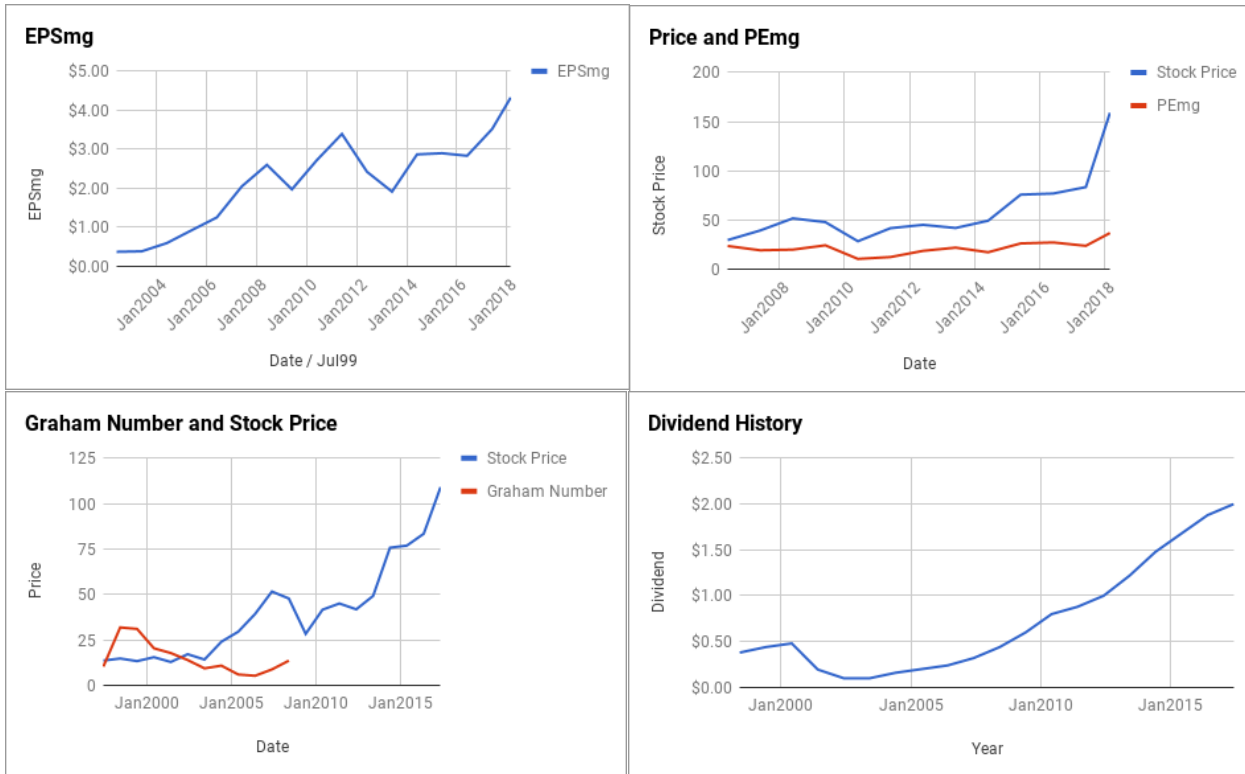 EPSmg
$5.00
$4.00
$3.00
$2.00
$1.00
$0.00
EPSmg
EPSmg
Jan2004
Jan2006
Jan2008
Jan2010
Jan2012
Jan2014
Jan2016
Jan2018
Date / Jul99
Price and PEmg
200
150
100
50
0
Stock Price
Stock Price
PEmg
Jan2008
Jan2010
Jan2012
Jan2014
Jan2016
Jan2018
Date
Graham Number and Stock Price
125
100
75
50
25
0
Price
Stock Price
Graham Number
Jan2000
Jan2005
Jan2010
Jan2015
Date
Dividend History
$2.50
$2.00
$1.50
$1.00
$0.50
$0.00
Dividend
Jan2000
Jan2005
Jan2010
Jan2015
Year